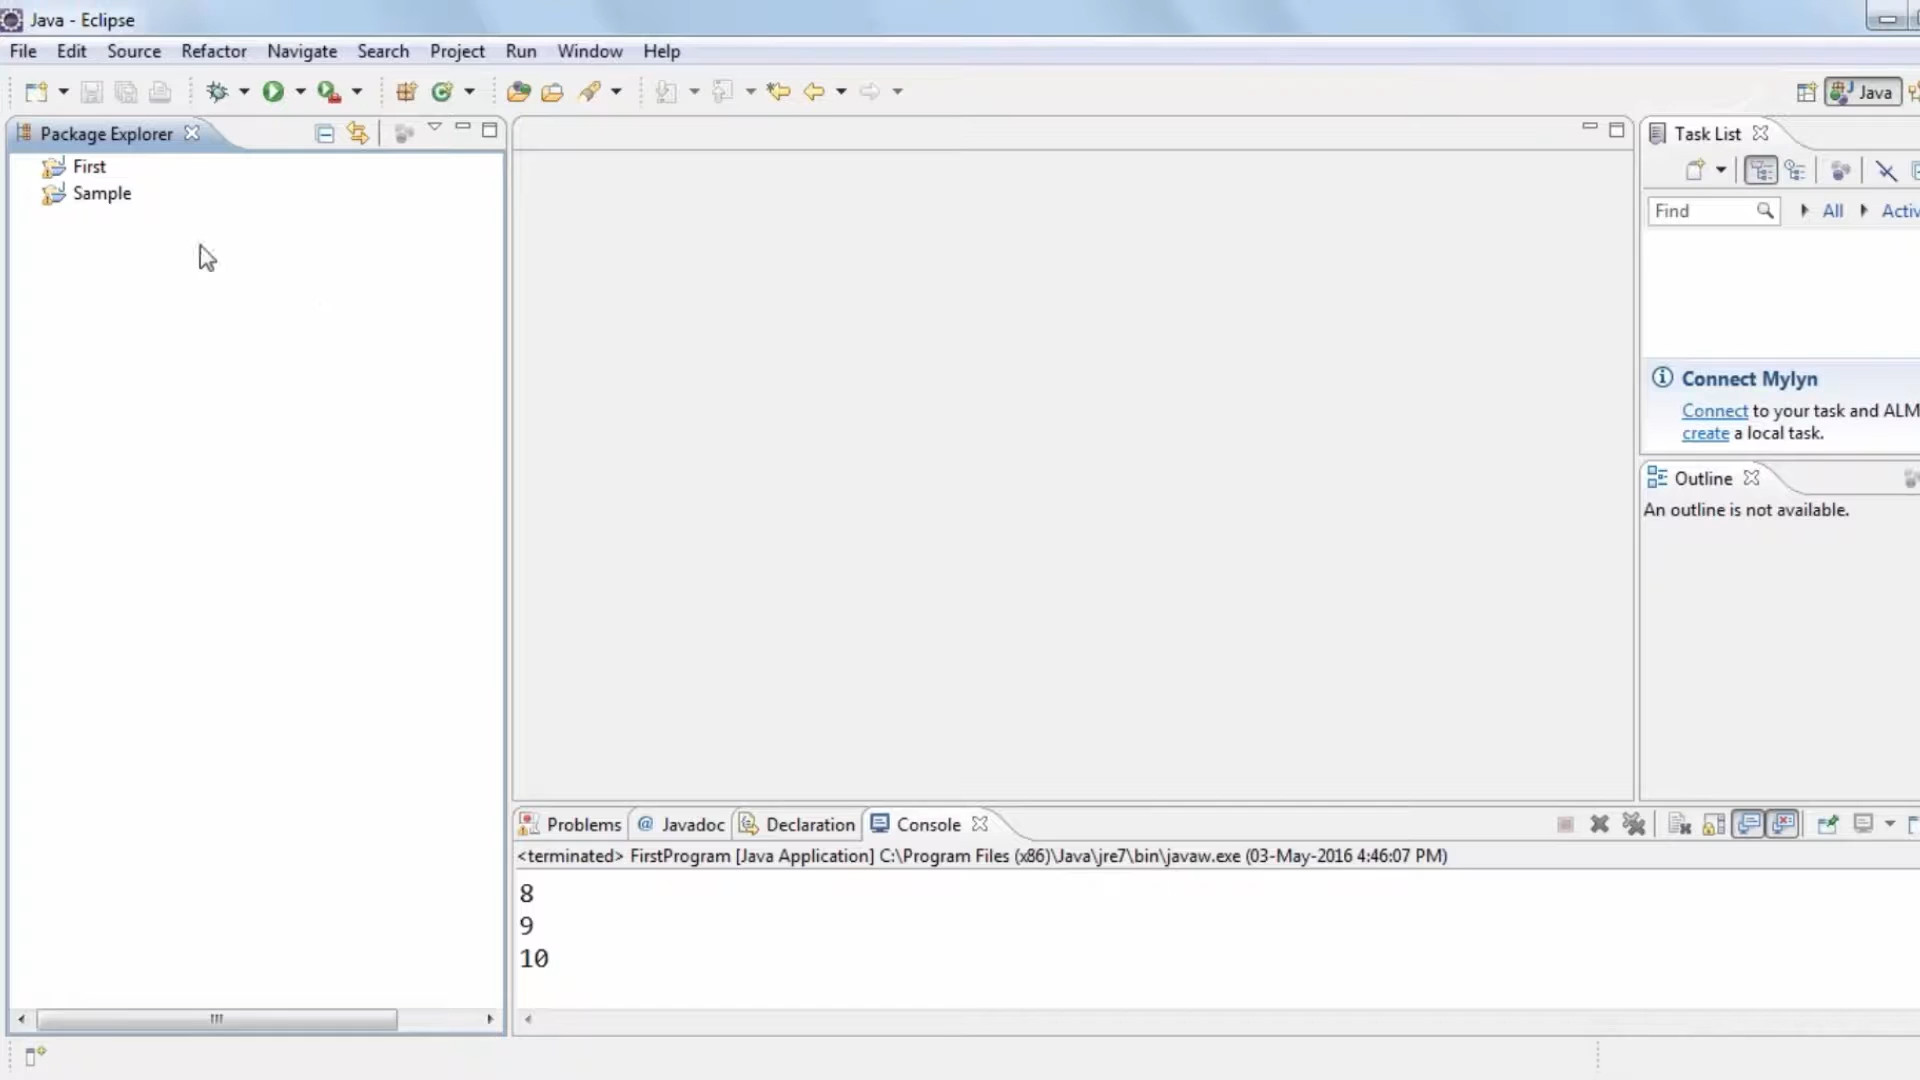 Java - Eclipse
File Edit Source Refactor Navigate Search Project Run Window Help
Java
Package Explorer
First
Sample
Task List
Find All Activ
Connect Mylyn
Connect to your task and ALM
create a local task.
Outline
An outline is not available.
Problems @ Javadoc Declaration Console
<terminated> FirstProgram [Java Application] C:\Program Files (x86)\Java\jre7\bin\javaw.exe (03-May-2016 4:46:07 PM)
8
9
10